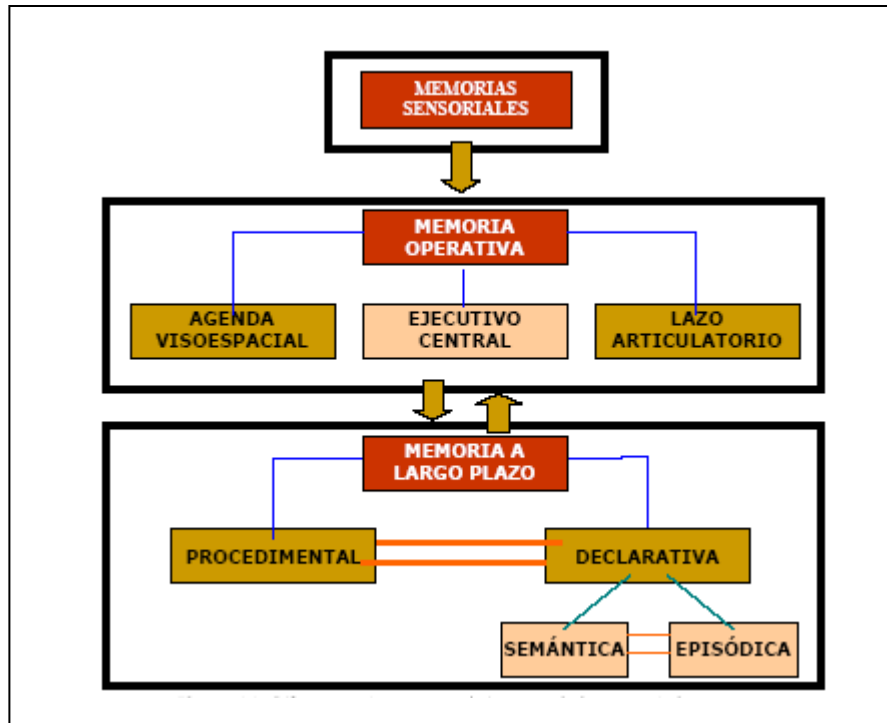 MEMORIAS
SENSORIALES
MEMORIA
OPERATIVA
AGENDA
VISOESPACIAL
EJECUTIVO
CENTRAL
LAZO
ARTICULATORIO
MEMORIA A
LARGO PLAZO
PROCEDIMENTAL
DECLARATIVA
SEMÁNTICA
EPISÓDICA